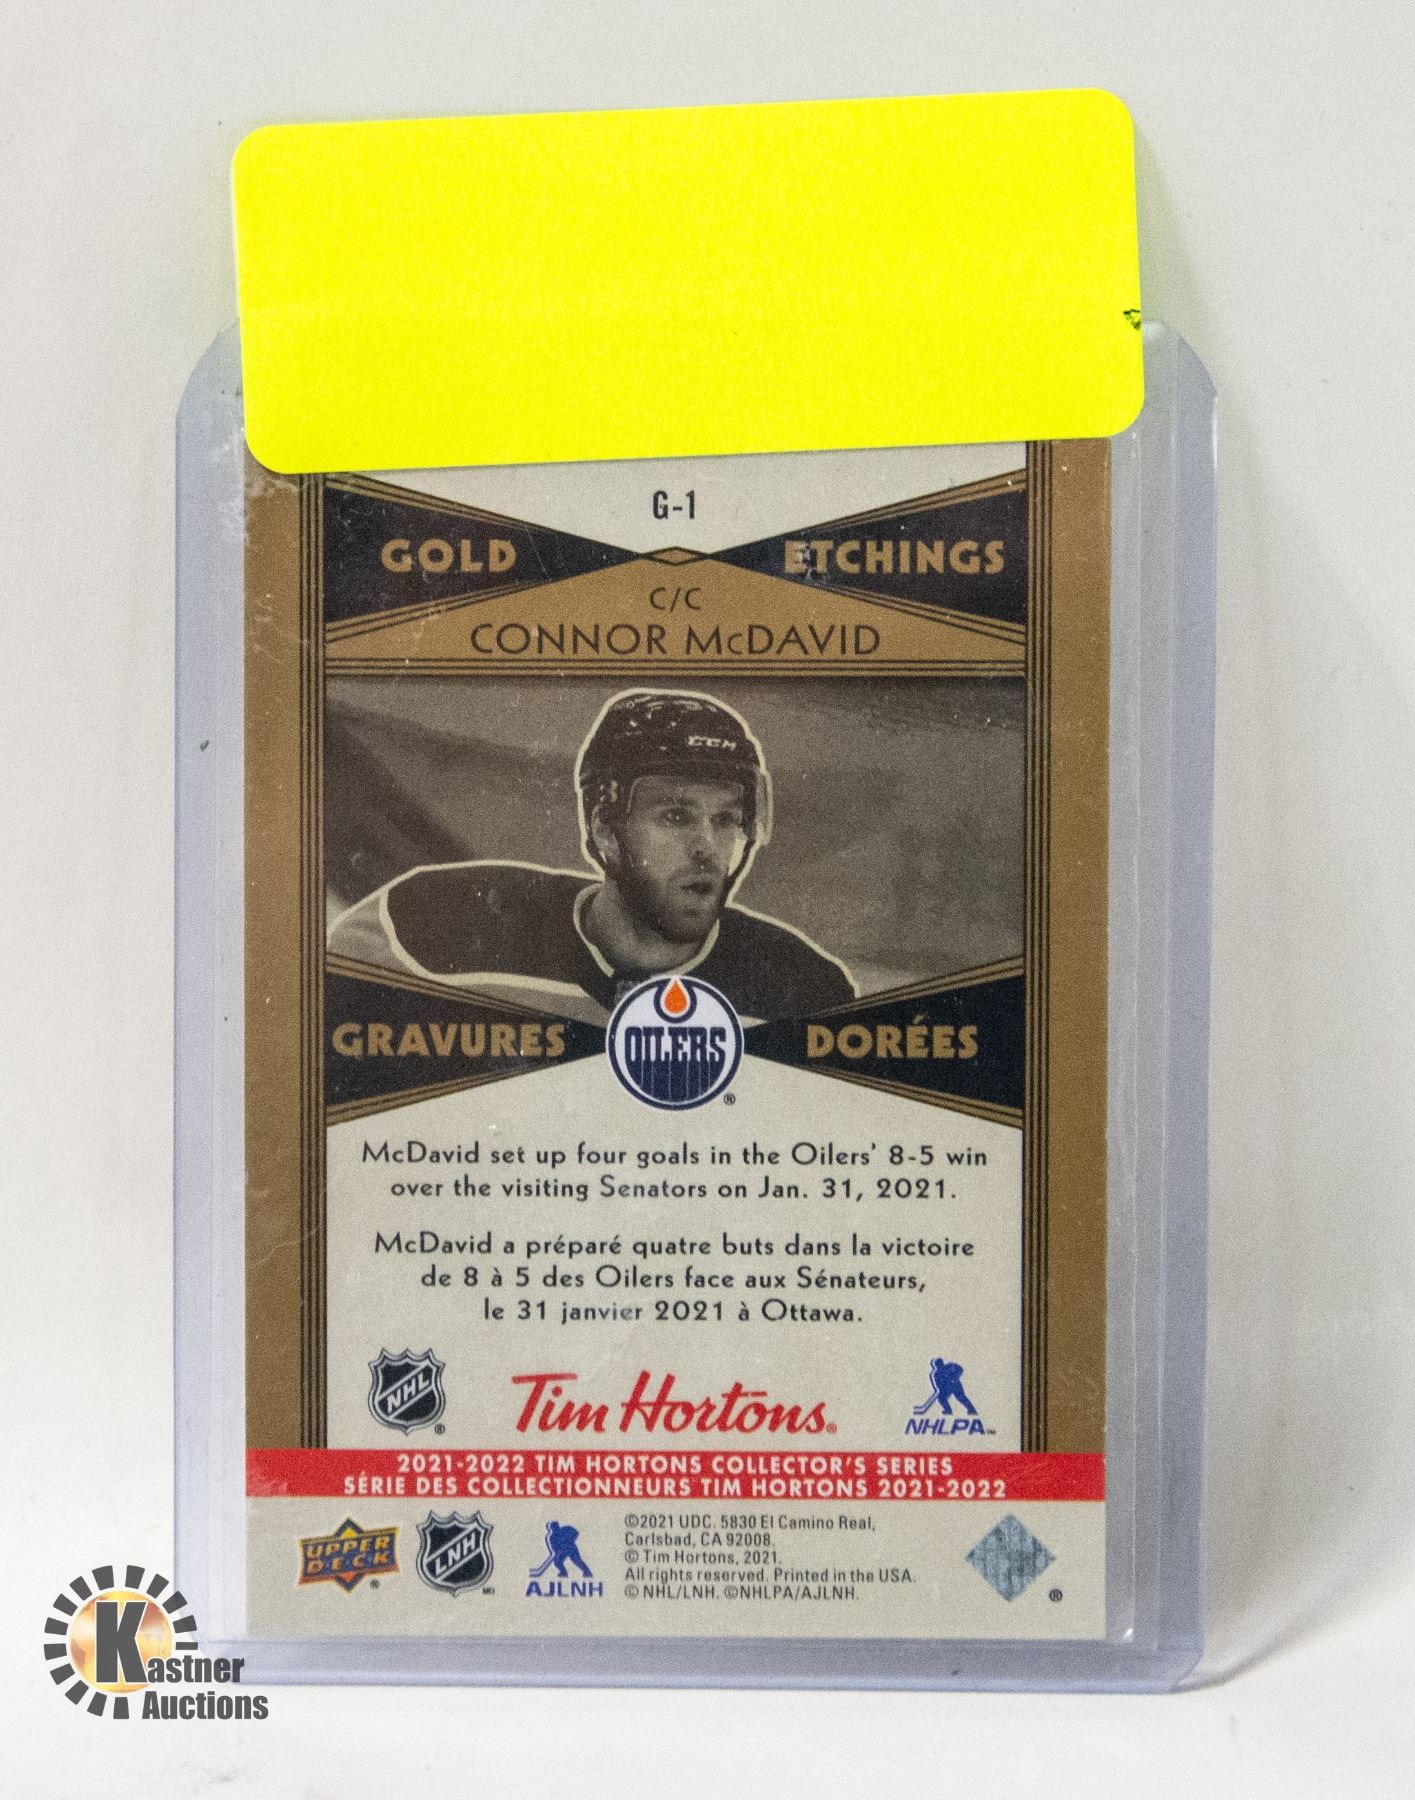 G-1
GOLD ETCHINGS
C/C
CONNOR McDAVID
CCM
GRAVURES OILERS ® DORÉES
McDavid set up four goals in the Oilers' 8-5 win
over the visiting Senators on Jan. 31, 2021.
McDavid a préparé quatre buts dans la victoire
de 8 à 5 des Oilers face aux Sénateurs,
le 31 janvier 2021 à Ottawa.
NHL ® Tim Hortons® NHLPA™
2021-2022 TIM HORTONS COLLECTOR'S SERIES
SÉRIE DES COLLECTIONNEURS TIM HORTONS 2021-2022
UPPER DECK ® LNH MD AJLNH
©2021 UDC. 5830 El Camino Real,
Carlsbad, CA 92008.
© Tim Hortons, 2021.
All rights reserved. Printed in the USA.
© NHL/LNH. ©NHLPA/AJLNH.
®
Kastner
Auctions